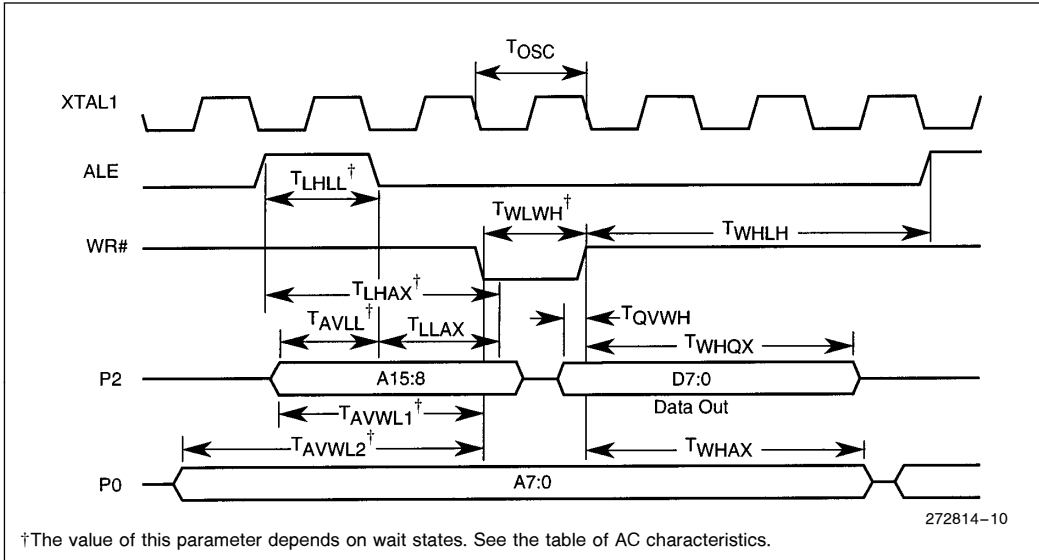 TOSC
XTAL1
ALE
TLHLL†
TWLWH†
TWHLH
WR#
TLHAX†
TQVWH
TAVLL†
TLLAX
TWHQX
P2
A15:8
D7:0
Data Out
TAVWL1†
TAVWL2†
TWHAX
P0
A7:0
272814–10
†The value of this parameter depends on wait states. See the table of AC characteristics.